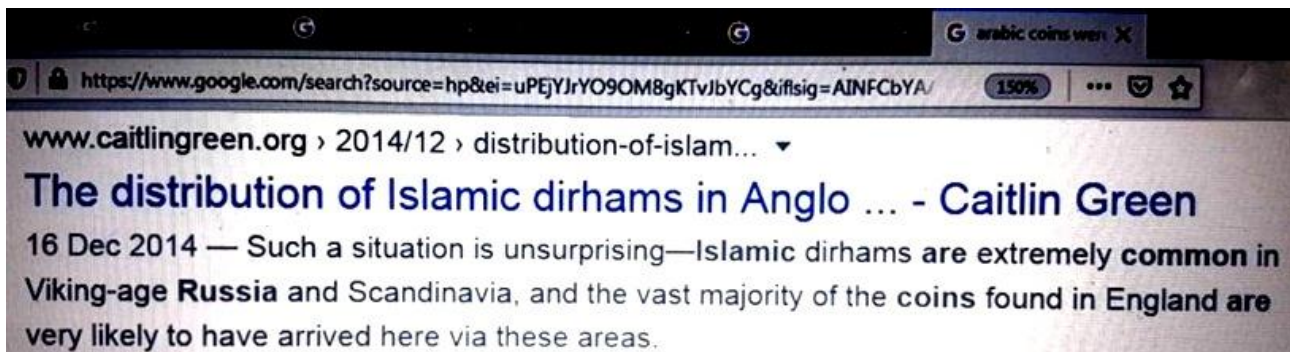 G arabic coins wer
https://www.google.com/search?source=hp&ei=uPEjYJrYO9OM8gKTvJbYCg&iflsig=AINFCbYA/
150%
www.caitlingreen.org › 2014/12 › distribution-of-islam...
The distribution of Islamic dirhams in Anglo ... - Caitlin Green
16 Dec 2014 — Such a situation is unsurprising—Islamic dirhams are extremely common in
Viking-age Russia and Scandinavia, and the vast majority of the coins found in England are
very likely to have arrived here via these areas.